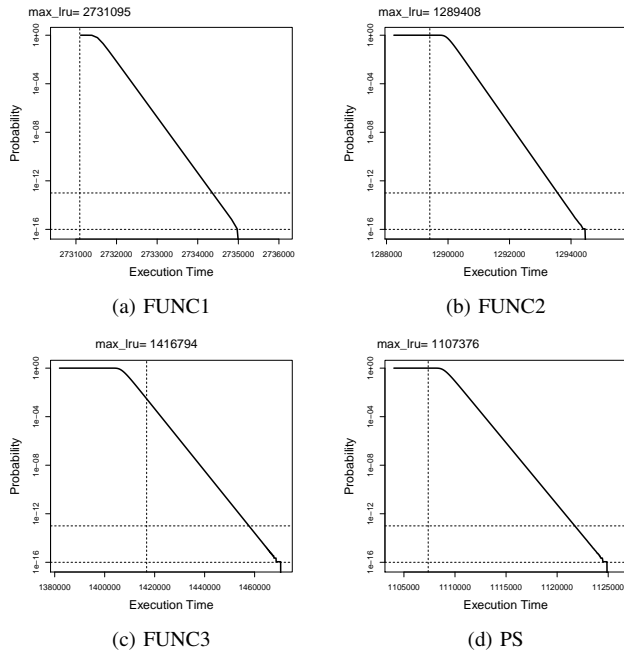 max_lru= 2731095
Probability
1e+00
1e−04
1e−08
1e−12
1e−16
2731000 2732000 2733000 2734000 2735000 2736000
Execution Time
(a) FUNC1
max_lru= 1289408
Probability
1e+00
1e−04
1e−08
1e−12
1e−16
1288000 1290000 1292000 1294000
Execution Time
(b) FUNC2
max_lru= 1416794
Probability
1e+00
1e−04
1e−08
1e−12
1e−16
1380000 1400000 1420000 1440000 1460000
Execution Time
(c) FUNC3
max_lru= 1107376
Probability
1e+00
1e−04
1e−08
1e−12
1e−16
1105000 1110000 1115000 1120000 1125000
Execution Time
(d) PS